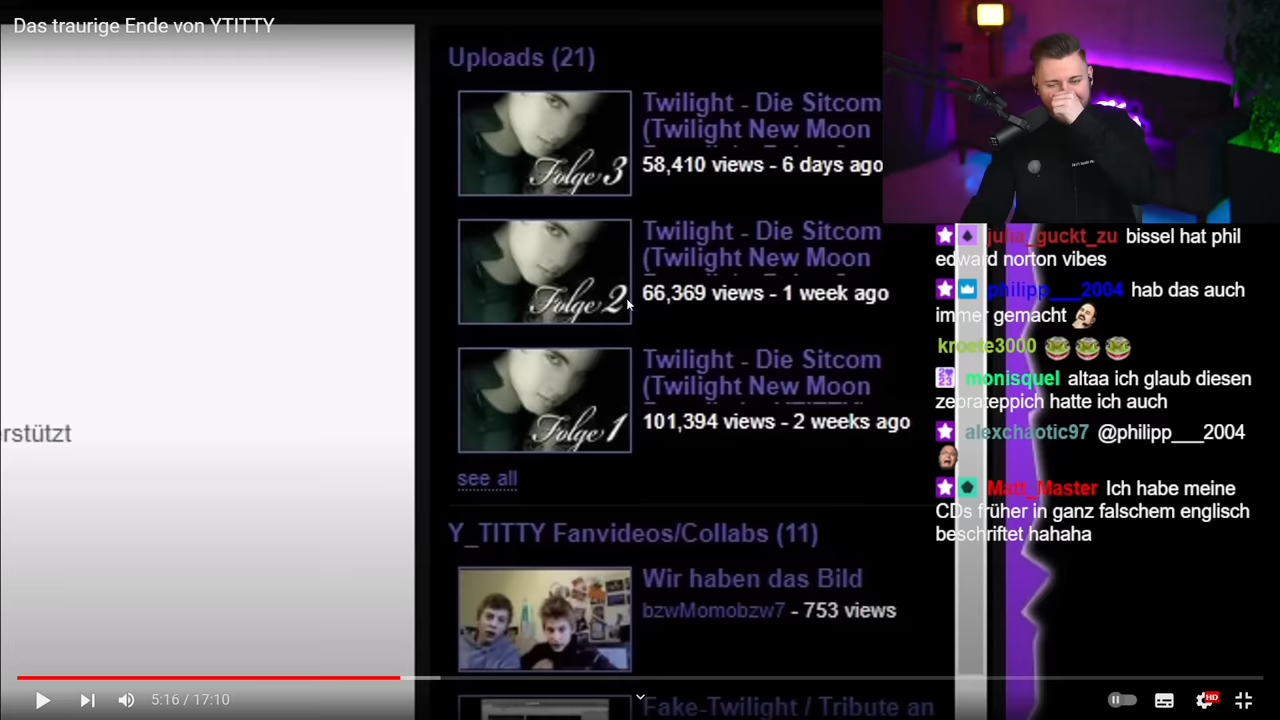 Das traurige Ende von YTITTY
Uploads (21)
Twilight - Die Sitcom
(Twilight New Moon
58,410 views - 6 days ago
Folge 3
Twilight - Die Sitcom
(Twilight New Moon
66,369 views - 1 week ago
Folge 2
Twilight - Die Sitcom
(Twilight New Moon
101,394 views - 2 weeks ago
Folge 1
see all
Y_TITTY Fanvideos/Collabs (11)
Wir haben das Bild
bzwMomobzw7 - 753 views
Fake-Twilight / Tribute an
rstützt
julia_guckt_zu bissel hat phil
edward norton vibes
philipp___2004 hab das auch
immer gemacht
kroete3000
monisquel altaa ich glaub diesen
zebrateppich hatte ich auch
alexchaotic97 @philipp___2004
Matt_Master Ich habe meine
CDs früher in ganz falschem englisch
beschriftet hahaha
5:16 / 17:10
HD